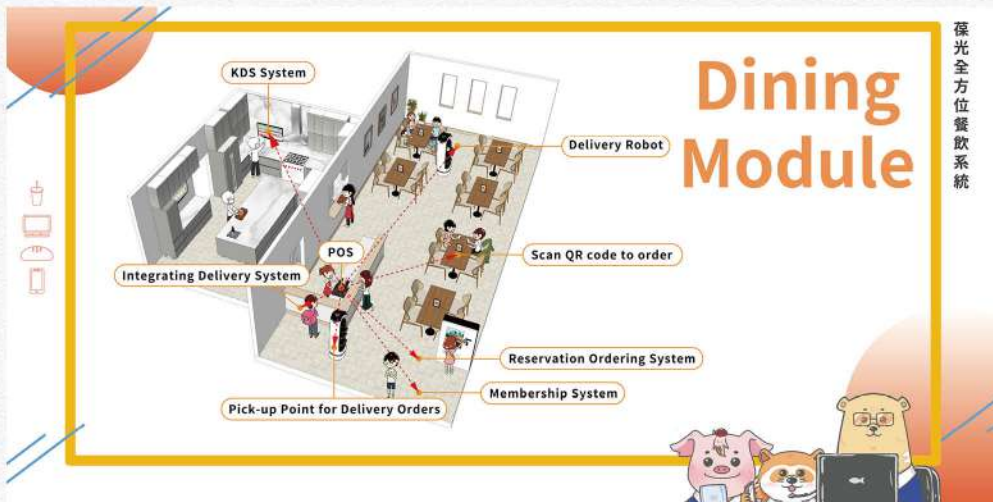 Dining
Module
葆光全方位餐飲系統
KDS System
Delivery Robot
POS
Scan QR code to order
Integrating Delivery System
Reservation Ordering System
Membership System
Pick-up Point for Delivery Orders